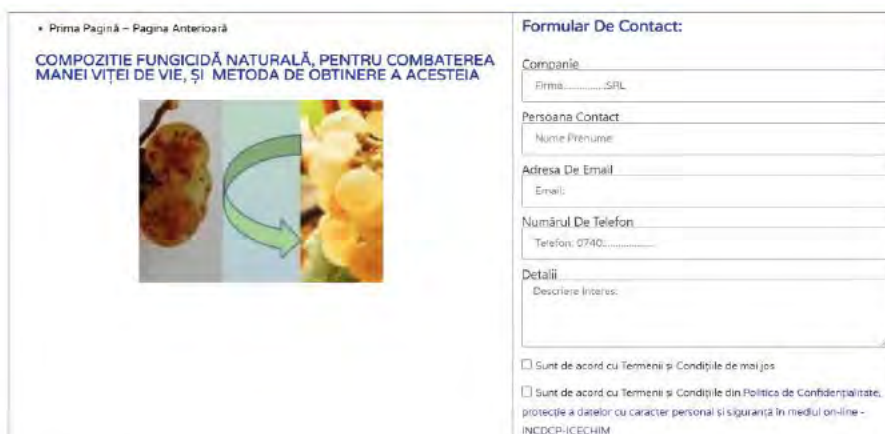 • Prima Pagină – Pagina Anterioară
COMPOZITIE FUNGICIDĂ NATURALĂ, PENTRU COMBATEREA
MANEI VIȚEI DE VIE, ȘI METODA DE OBTINERE A ACESTEIA
Formular De Contact:
Companie
Firma...............SRL
Persoana Contact
Nume Prenume:
Adresa De Email
Email:
Numărul De Telefon
Telefon: 0740...................
Detalii
Descriere Interes:
Sunt de acord cu Termenii și Condițiile de mai jos
Sunt de acord cu Termenii și Condițiile din Politica de Confidențialitate,
protecție a datelor cu caracter personal și siguranță în mediul on-line -
INCDCP-ICECHIM